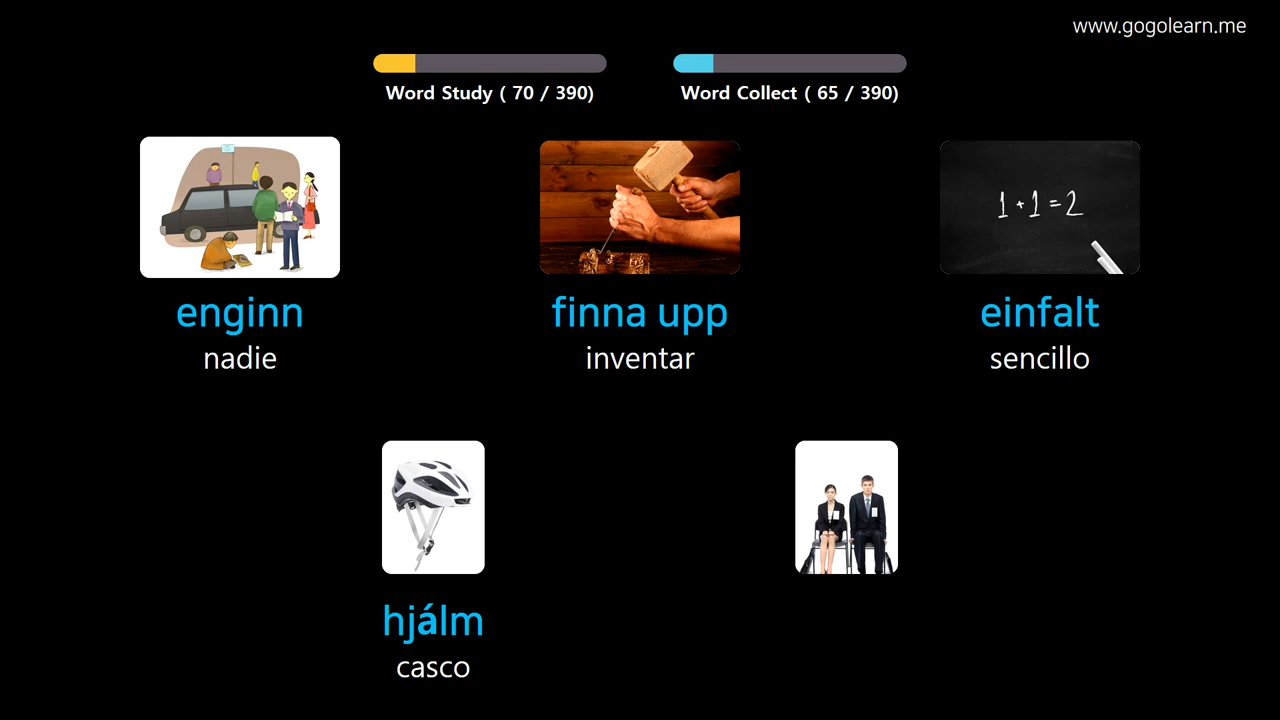 www.gogolearn.me
Word Study ( 70 / 390)
Word Collect ( 65 / 390)
1 + 1 = 2
enginn
nadie
finna upp
inventar
einfalt
sencillo
hjálm
casco